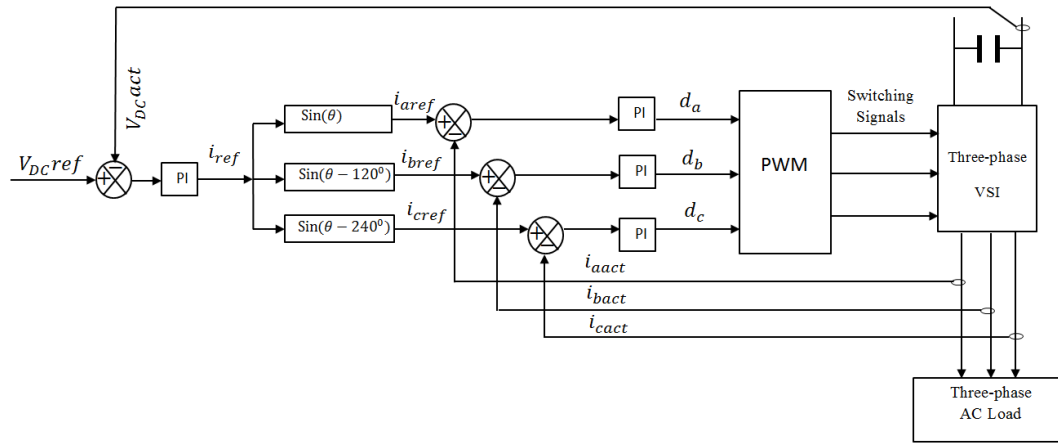 V_DC act
V_DC ref
+
−
PI
i_ref
Sin(θ)
Sin(θ − 120⁰)
Sin(θ − 240⁰)
i_aref
i_bref
i_cref
+
−
+
−
+
−
PI
PI
PI
d_a
d_b
d_c
PWM
Switching
Signals
Three-phase
VSI
i_aact
i_bact
i_cact
Three-phase
AC Load